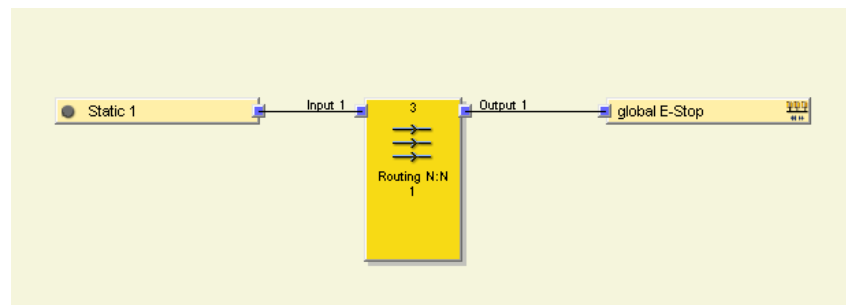 Static 1
Input 1
3
Routing N:N
1
Output 1
global E-Stop